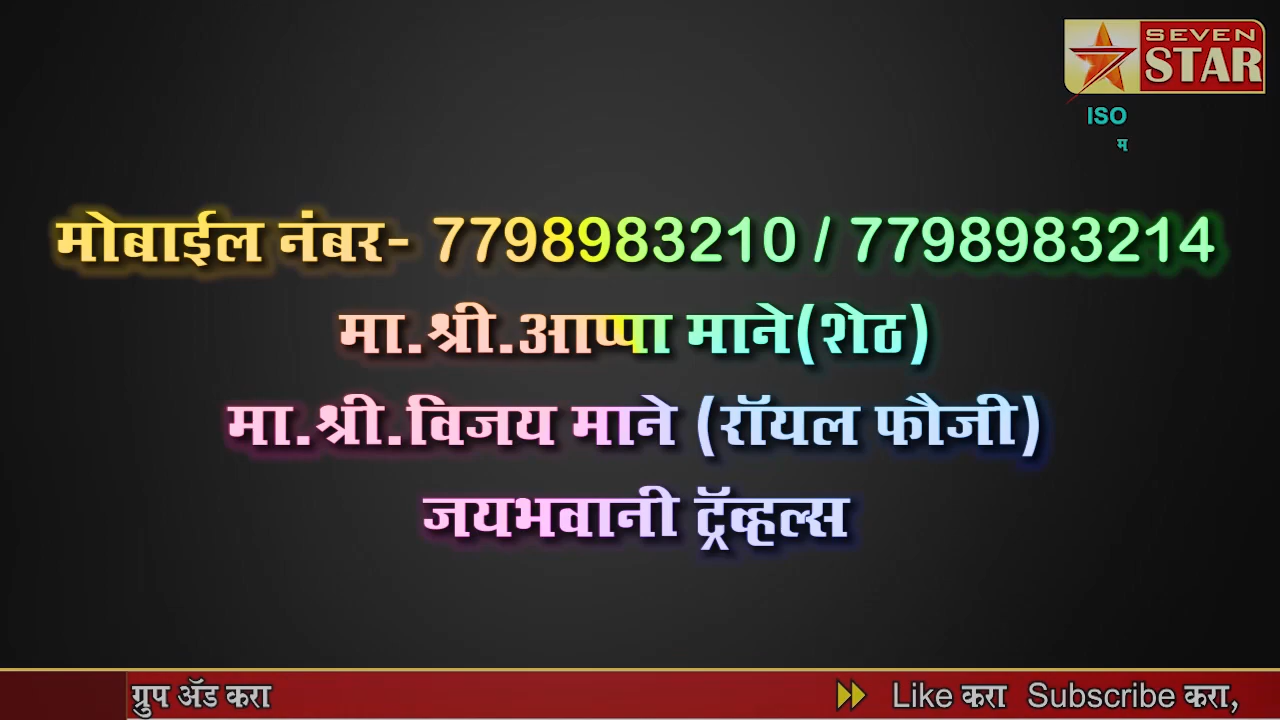 SEVEN
STAR
ISO
म
मोबाईल नंबर- 7798983210 / 7798983214
मा.श्री.आप्पा माने(शेठ)
मा.श्री.विजय माने (रॉयल फौजी)
जयभवानी ट्रॅव्हल्स
ग्रुप ॲड करा Like करा Subscribe करा,